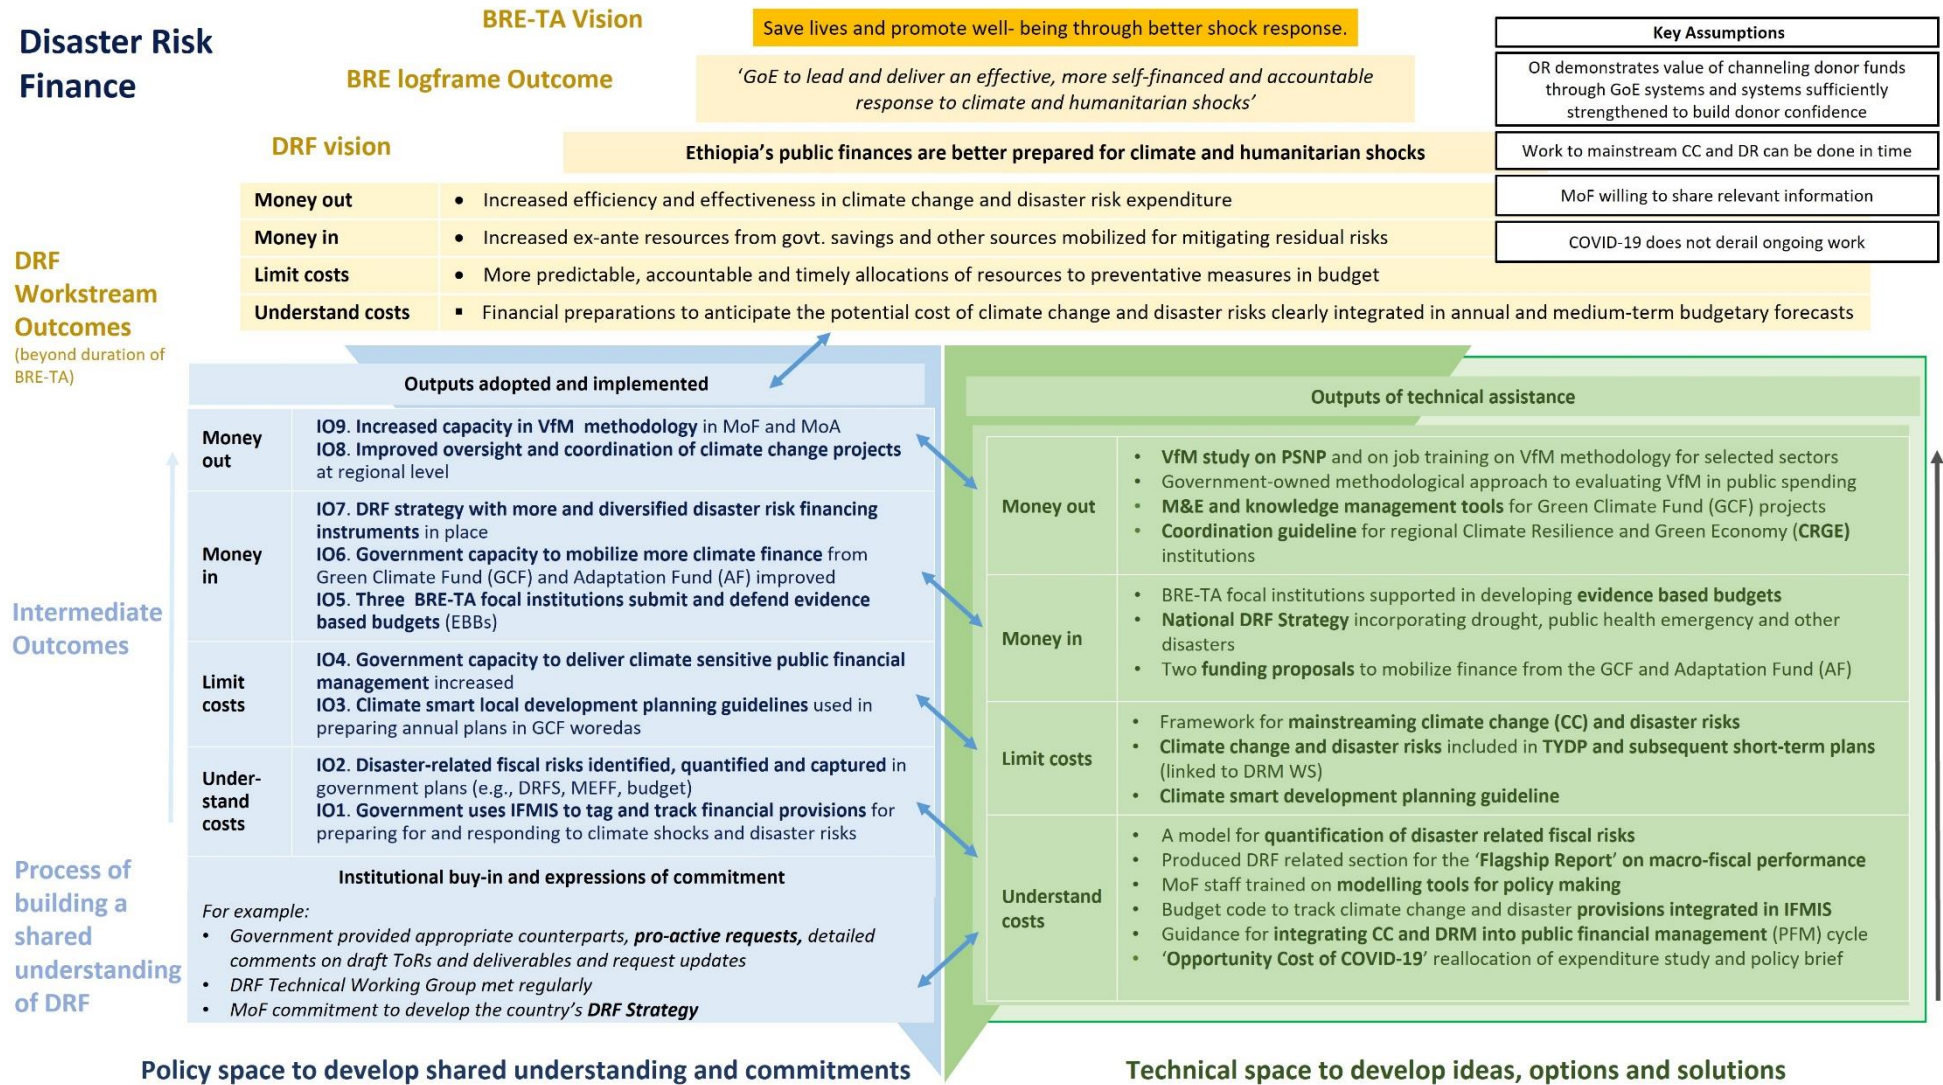 Disaster Risk
Finance
BRE-TA Vision
Save lives and promote well- being through better shock response.
BRE logframe Outcome
‘GoE to lead and deliver an effective, more self-financed and accountable
response to climate and humanitarian shocks’
DRF vision
Ethiopia’s public finances are better prepared for climate and humanitarian shocks
Key Assumptions
OR demonstrates value of channeling donor funds
through GoE systems and systems sufficiently
strengthened to build donor confidence
Work to mainstream CC and DR can be done in time
MoF willing to share relevant information
COVID-19 does not derail ongoing work
DRF
Workstream
Outcomes
(beyond duration of
BRE-TA)
Money out
• Increased efficiency and effectiveness in climate change and disaster risk expenditure
Money in
• Increased ex-ante resources from govt. savings and other sources mobilized for mitigating residual risks
Limit costs
• More predictable, accountable and timely allocations of resources to preventative measures in budget
Understand costs
▪ Financial preparations to anticipate the potential cost of climate change and disaster risks clearly integrated in annual and medium-term budgetary forecasts
Intermediate
Outcomes
Outputs adopted and implemented
Money
out
IO9. Increased capacity in VfM methodology in MoF and MoA
IO8. Improved oversight and coordination of climate change projects
at regional level
Money
in
IO7. DRF strategy with more and diversified disaster risk financing
instruments in place
IO6. Government capacity to mobilize more climate finance from
Green Climate Fund (GCF) and Adaptation Fund (AF) improved
IO5. Three BRE-TA focal institutions submit and defend evidence
based budgets (EBBs)
Limit
costs
IO4. Government capacity to deliver climate sensitive public financial
management increased
IO3. Climate smart local development planning guidelines used in
preparing annual plans in GCF woredas
Under-
stand
costs
IO2. Disaster-related fiscal risks identified, quantified and captured in
government plans (e.g., DRFS, MEFF, budget)
IO1. Government uses IFMIS to tag and track financial provisions for
preparing for and responding to climate shocks and disaster risks
Process of
building a
shared
understanding
of DRF
Institutional buy-in and expressions of commitment
For example:
• Government provided appropriate counterparts, pro-active requests, detailed
comments on draft ToRs and deliverables and request updates
• DRF Technical Working Group met regularly
• MoF commitment to develop the country’s DRF Strategy
Outputs of technical assistance
Money out
• VfM study on PSNP and on job training on VfM methodology for selected sectors
• Government-owned methodological approach to evaluating VfM in public spending
• M&E and knowledge management tools for Green Climate Fund (GCF) projects
• Coordination guideline for regional Climate Resilience and Green Economy (CRGE)
institutions
Money in
• BRE-TA focal institutions supported in developing evidence based budgets
• National DRF Strategy incorporating drought, public health emergency and other
disasters
• Two funding proposals to mobilize finance from the GCF and Adaptation Fund (AF)
Limit costs
• Framework for mainstreaming climate change (CC) and disaster risks
• Climate change and disaster risks included in TYDP and subsequent short-term plans
(linked to DRM WS)
• Climate smart development planning guideline
Understand
costs
• A model for quantification of disaster related fiscal risks
• Produced DRF related section for the ‘Flagship Report’ on macro-fiscal performance
• MoF staff trained on modelling tools for policy making
• Budget code to track climate change and disaster provisions integrated in IFMIS
• Guidance for integrating CC and DRM into public financial management (PFM) cycle
• ‘Opportunity Cost of COVID-19’ reallocation of expenditure study and policy brief
Policy space to develop shared understanding and commitments
Technical space to develop ideas, options and solutions